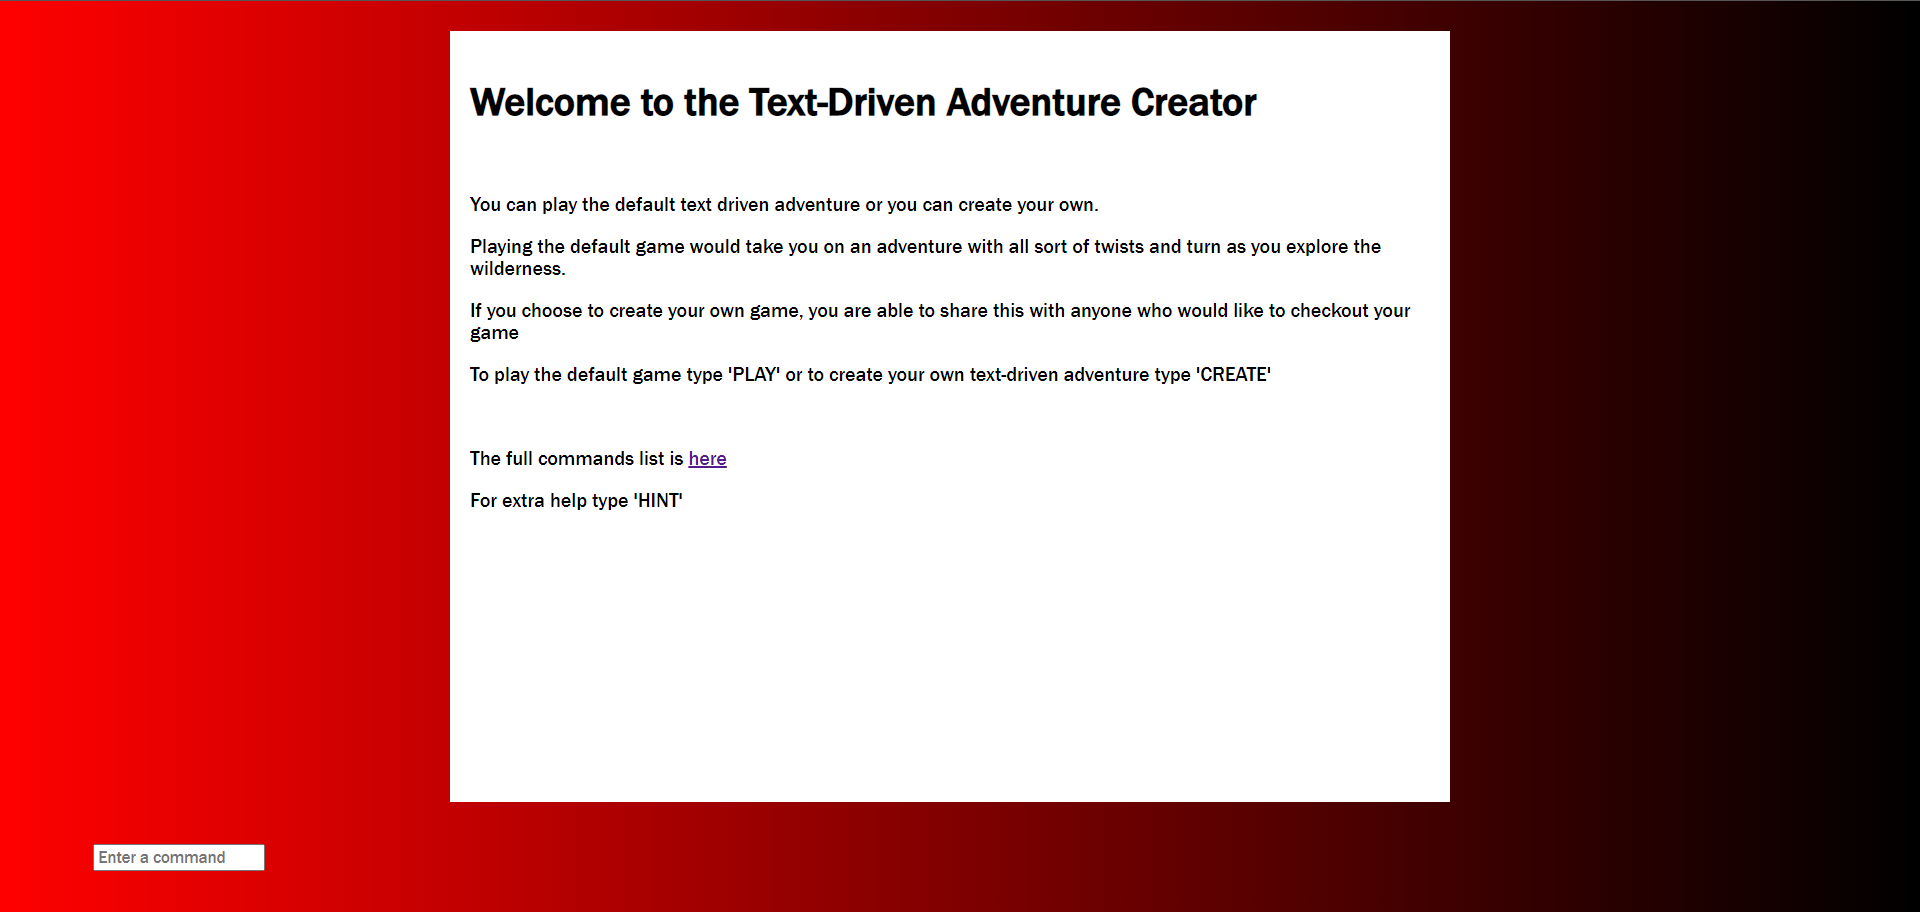 Welcome to the Text-Driven Adventure Creator
You can play the default text driven adventure or you can create your own.
Playing the default game would take you on an adventure with all sort of twists and turn as you explore the
wilderness.
If you choose to create your own game, you are able to share this with anyone who would like to checkout your
game
To play the default game type 'PLAY' or to create your own text-driven adventure type 'CREATE'
The full commands list is here
For extra help type 'HINT'
Enter a command